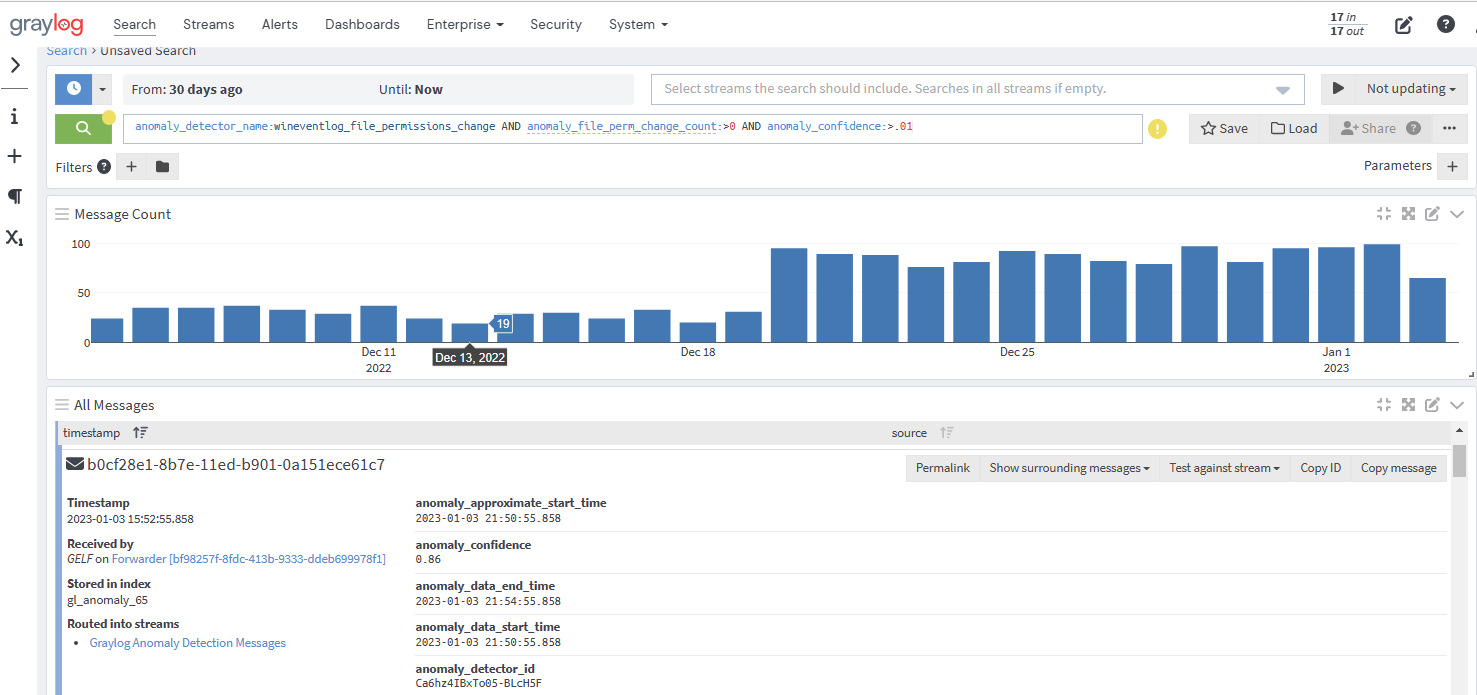 graylog Search Streams Alerts Dashboards Enterprise Security System 17 in
17 out
Search > Unsaved Search
From: 30 days ago Until: Now Select streams the search should include. Searches in all streams if empty. Not updating
anomaly_detector_name:wineventlog_file_permissions_change AND anomaly_file_perm_change_count:>0 AND anomaly_confidence:>.01 ! Save Load Share ? •••
Filters ? + Parameters +
Message Count
100
50
0
19
Dec 11 Dec 13, 2022 Dec 18 Dec 25 Jan 1
2022 2023
All Messages
timestamp source
b0cf28e1-8b7e-11ed-b901-0a151ece61c7 Permalink Show surrounding messages Test against stream Copy ID Copy message
Timestamp
2023-01-03 15:52:55.858
Received by
GELF on Forwarder [bf98257f-8fdc-413b-9333-ddeb699978f1]
Stored in index
gl_anomaly_65
Routed into streams
• Graylog Anomaly Detection Messages
anomaly_approximate_start_time
2023-01-03 21:50:55.858
anomaly_confidence
0.86
anomaly_data_end_time
2023-01-03 21:54:55.858
anomaly_data_start_time
2023-01-03 21:50:55.858
anomaly_detector_id
Ca6hz4IBxTo05-BLcH5F